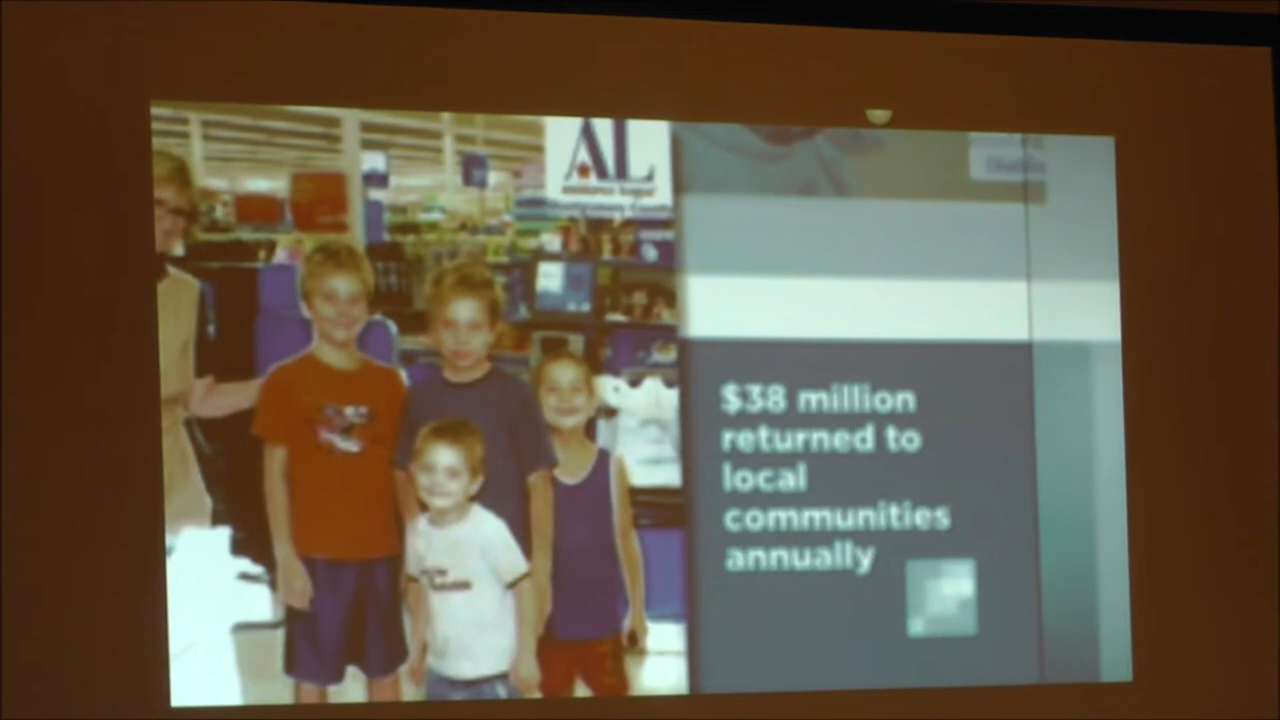 AL
$38 million
returned to
local
communities
annually